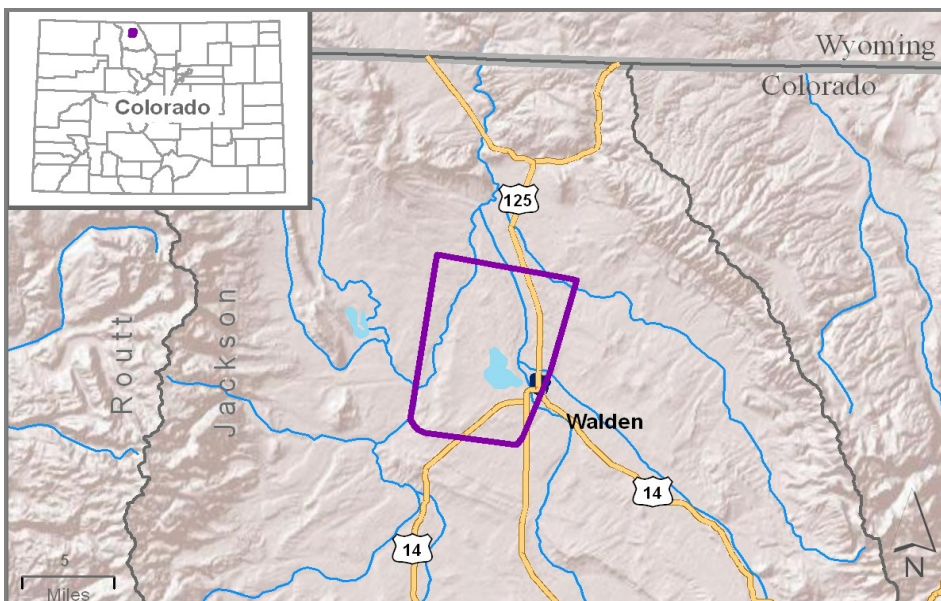 Colorado
Wyoming
Colorado
125
Routt
Jackson
Walden
14
14
5
Miles
N